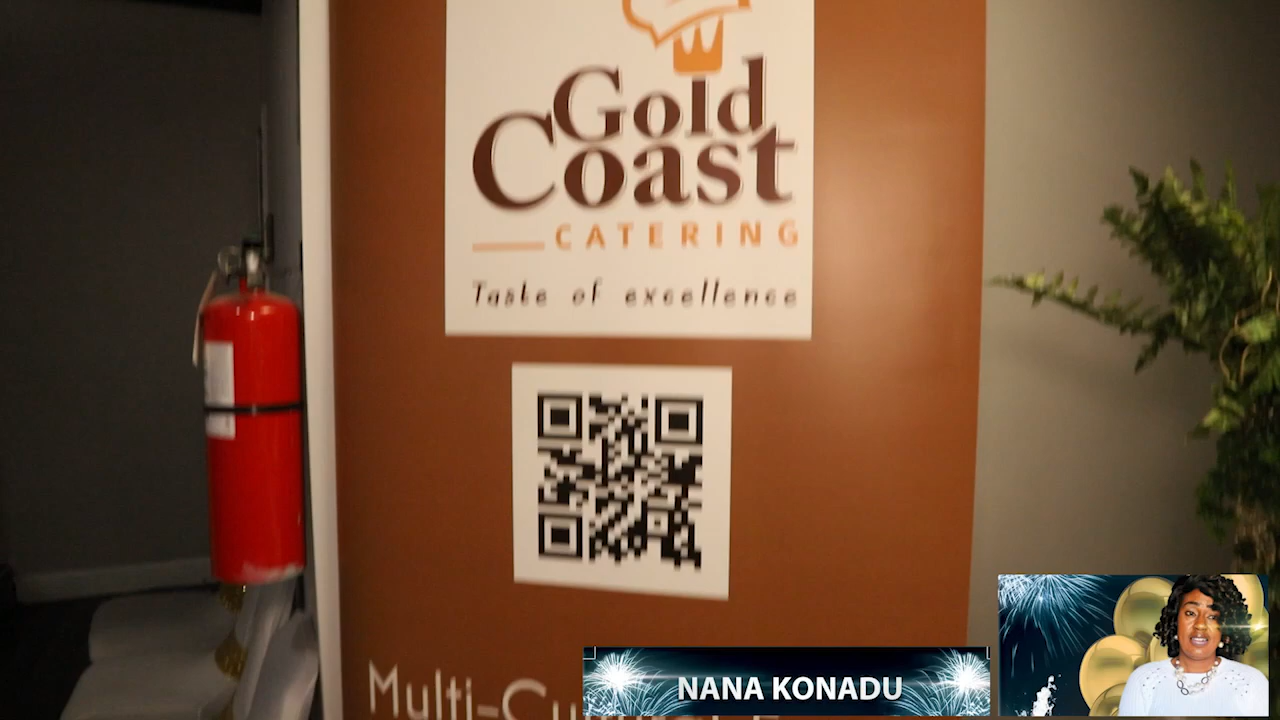 Gold
Coast
CATERING
Taste of excellence
NANA KONADU